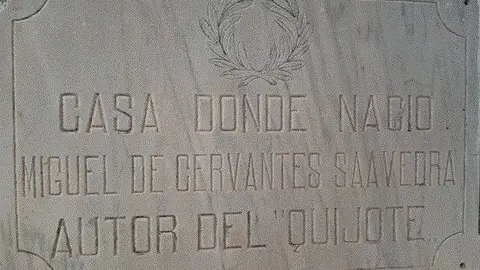 CASA DONDE NACIO.
MIGUEL DE CERVANTES SAAVEDRA
AUTOR DEL "QUIJOTE„